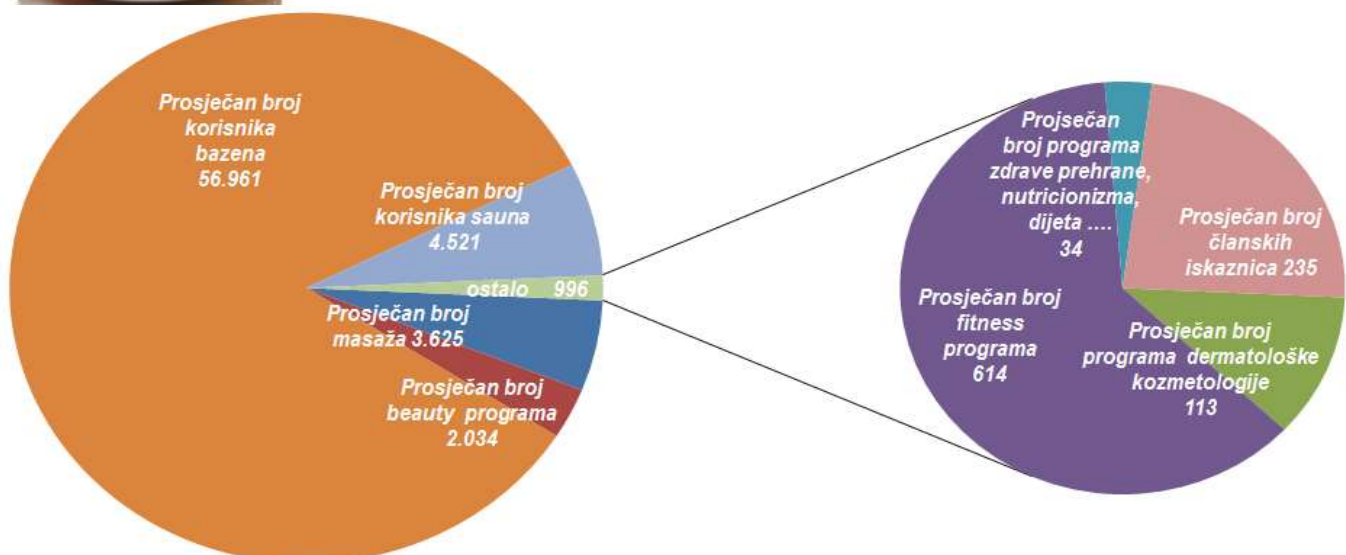 Prosječan broj
korisnika
bazena
56.961
Prosječan broj
korisnika sauna
4.521
ostalo 996
Prosječan broj
masaža 3.625
Prosječan broj
beauty programa
2.034
Projsečan
broj programa
zdrave prehrane,
nutricionizma,
dijeta ....
34
Prosječan broj
članskih
iskaznica 235
Prosječan broj
fitness
programa
614
Prosječan broj
programa dermatološke
kozmetologije
113